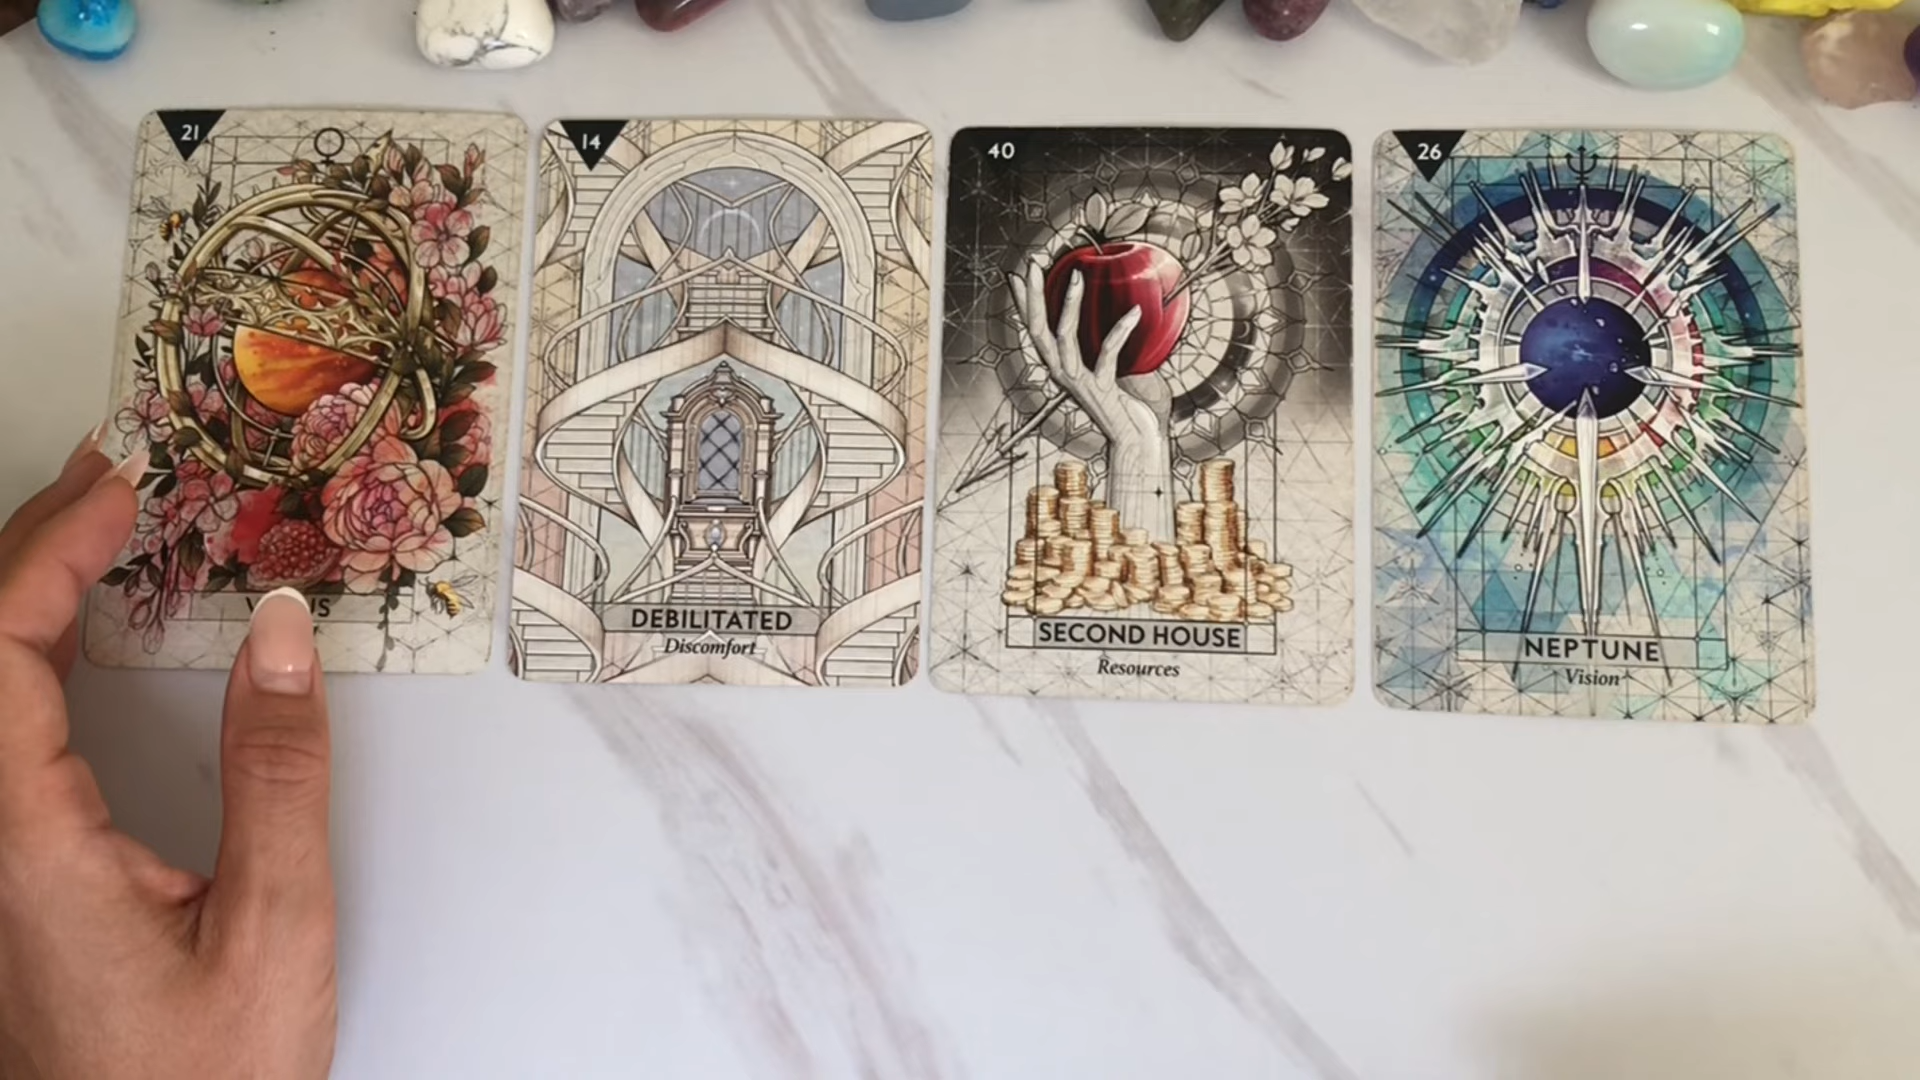 21
14
DEBILITATED
Discomfort
40
SECOND HOUSE
Resources
26
NEPTUNE
Vision